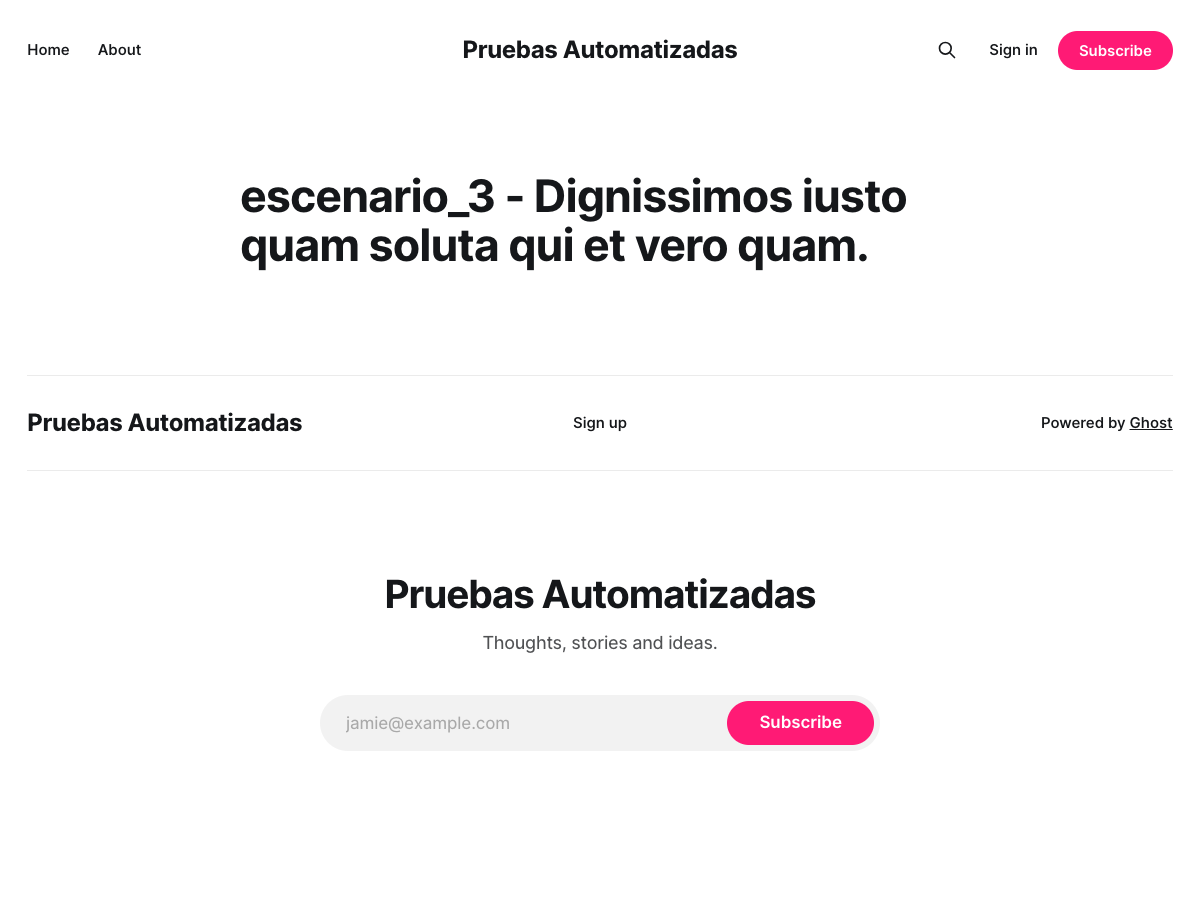 Home About Pruebas Automatizadas Sign in Subscribe
escenario_3 - Dignissimos iusto
quam soluta qui et vero quam.
Pruebas Automatizadas Sign up Powered by Ghost
Pruebas Automatizadas
Thoughts, stories and ideas.
jamie@example.com Subscribe